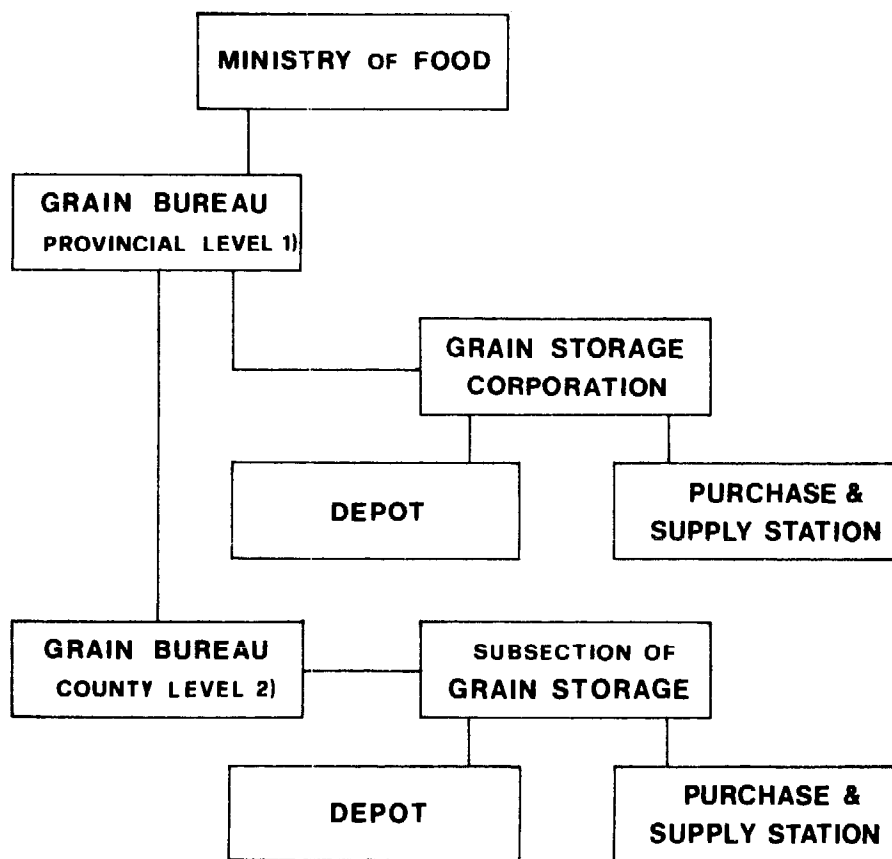 MINISTRY OF FOOD
GRAIN BUREAU
PROVINCIAL LEVEL 1)
GRAIN STORAGE
CORPORATION
DEPOT
PURCHASE &
SUPPLY STATION
GRAIN BUREAU
COUNTY LEVEL 2)
SUBSECTION OF
GRAIN STORAGE
DEPOT
PURCHASE &
SUPPLY STATION